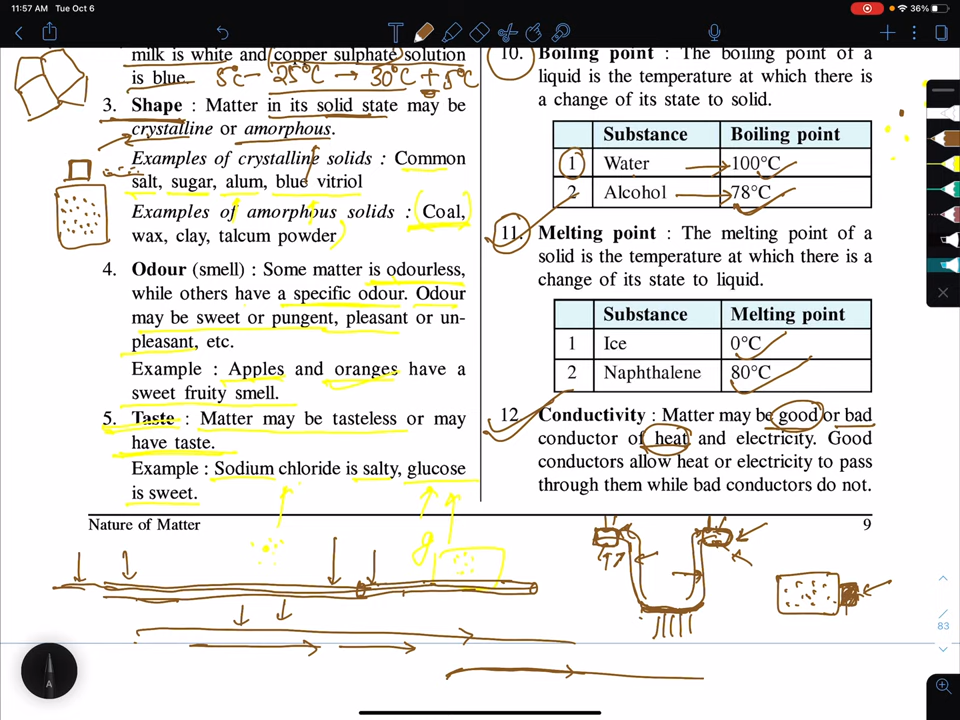 11:57 AM Tue Oct 6
36%
milk is white and copper sulphate solution
is blue. 5°C - 25°C → 30°C ± 5°C
3. Shape : Matter in its solid state may be
crystalline or amorphous.
Examples of crystalline solids : Common
salt, sugar, alum, blue vitriol
Examples of amorphous solids : Coal,
wax, clay, talcum powder
4. Odour (smell) : Some matter is odourless,
while others have a specific odour. Odour
may be sweet or pungent, pleasant or un-
pleasant, etc.
Example : Apples and oranges have a
sweet fruity smell.
5. Taste : Matter may be tasteless or may
have taste.
Example : Sodium chloride is salty, glucose
is sweet.
10. Boiling point : The boiling point of a
liquid is the temperature at which there is
a change of its state to solid.
Substance Boiling point
1 Water 100°C
2 Alcohol 78°C
11. Melting point : The melting point of a
solid is the temperature at which there is a
change of its state to liquid.
Substance Melting point
1 Ice 0°C
2 Naphthalene 80°C
12. Conductivity : Matter may be good or bad
conductor of heat and electricity. Good
conductors allow heat or electricity to pass
through them while bad conductors do not.
Nature of Matter 9
83
A